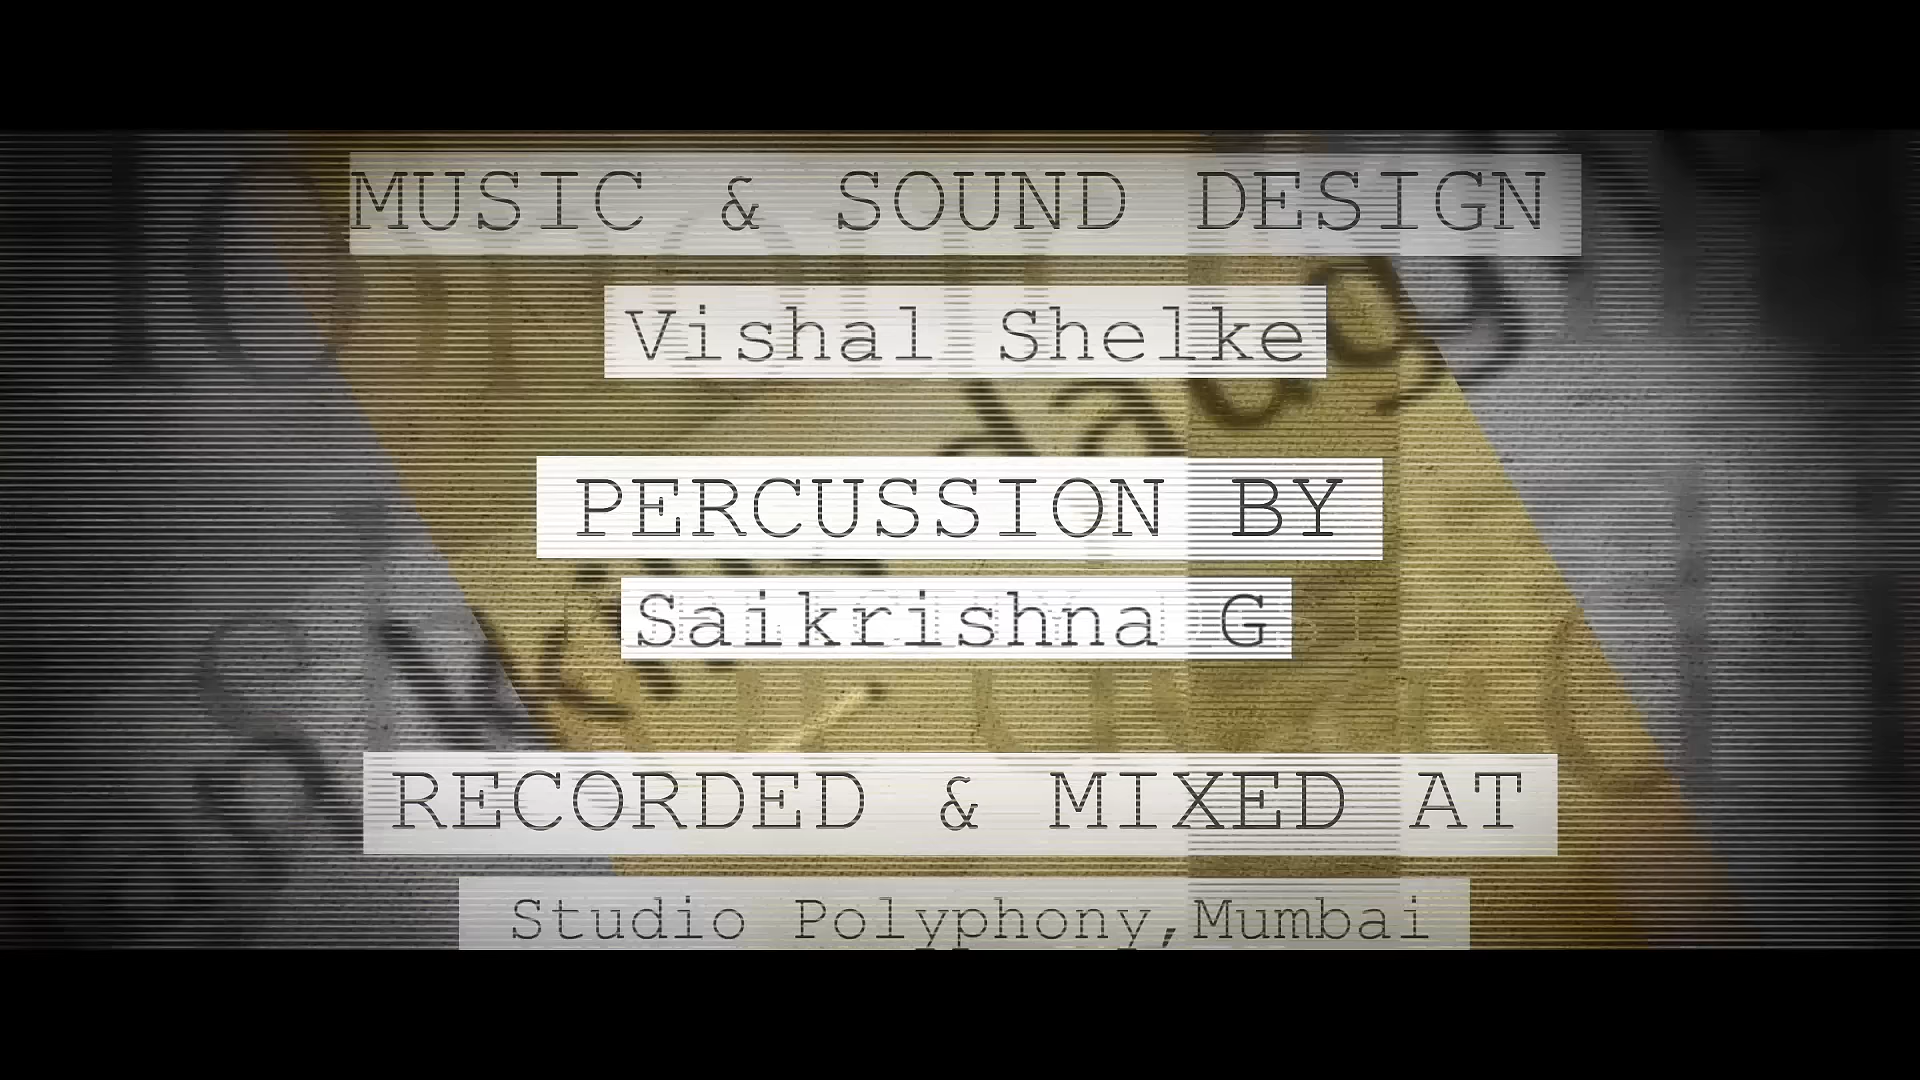 MUSIC & SOUND DESIGN
Vishal Shelke
PERCUSSION BY
Saikrishna G
RECORDED & MIXED AT
Studio Polyphony,Mumbai